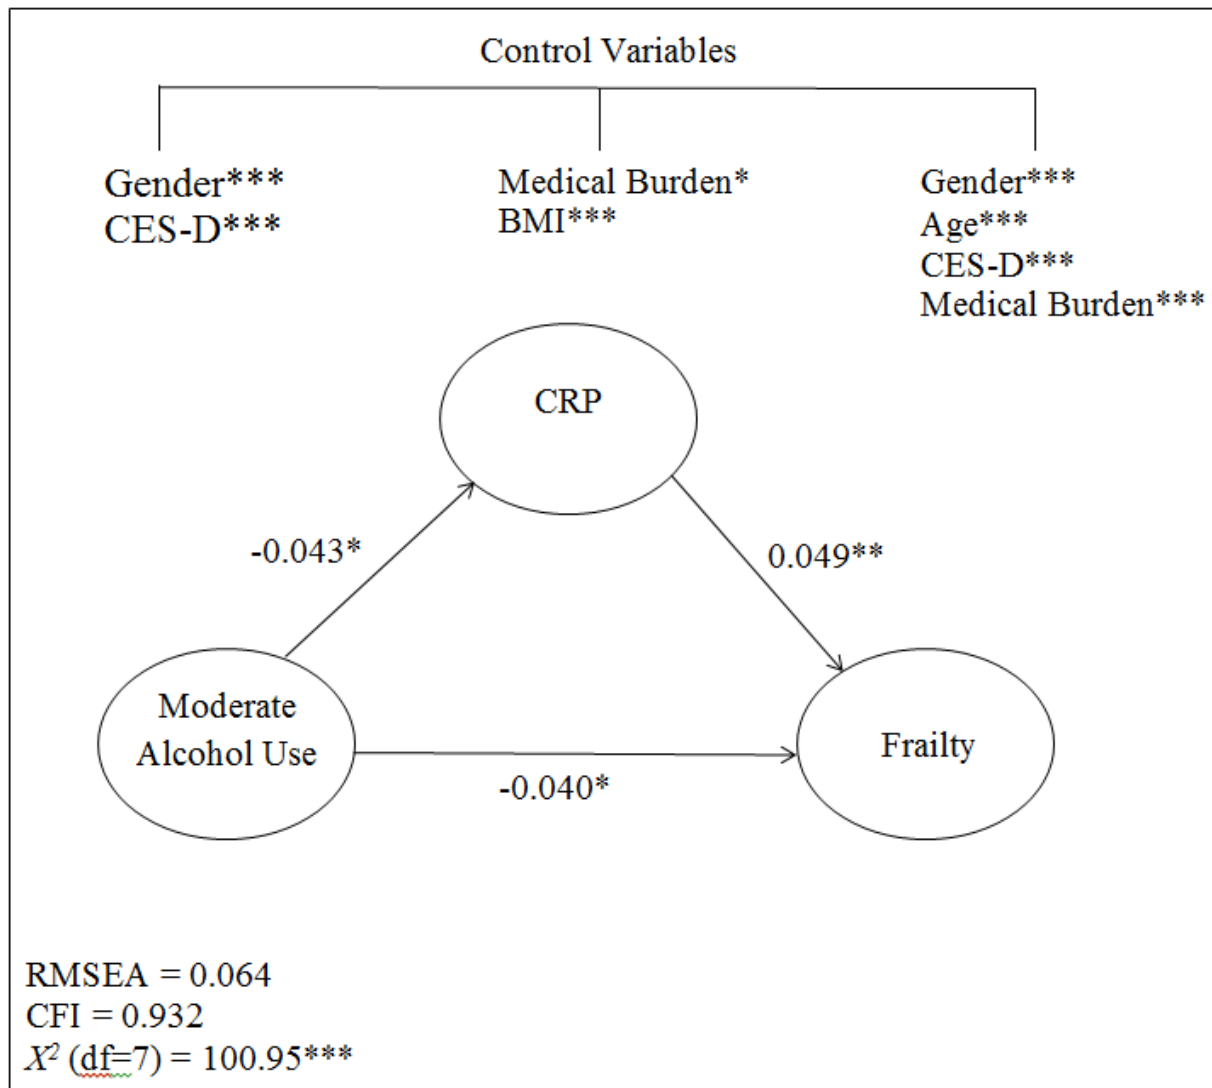 Control Variables
Gender***
CES-D***
Medical Burden*
BMI***
Gender***
Age***
CES-D***
Medical Burden***
CRP
-0.043*
0.049**
Moderate
Alcohol Use
Frailty
-0.040*
RMSEA = 0.064
CFI = 0.932
X² (df=7) = 100.95***